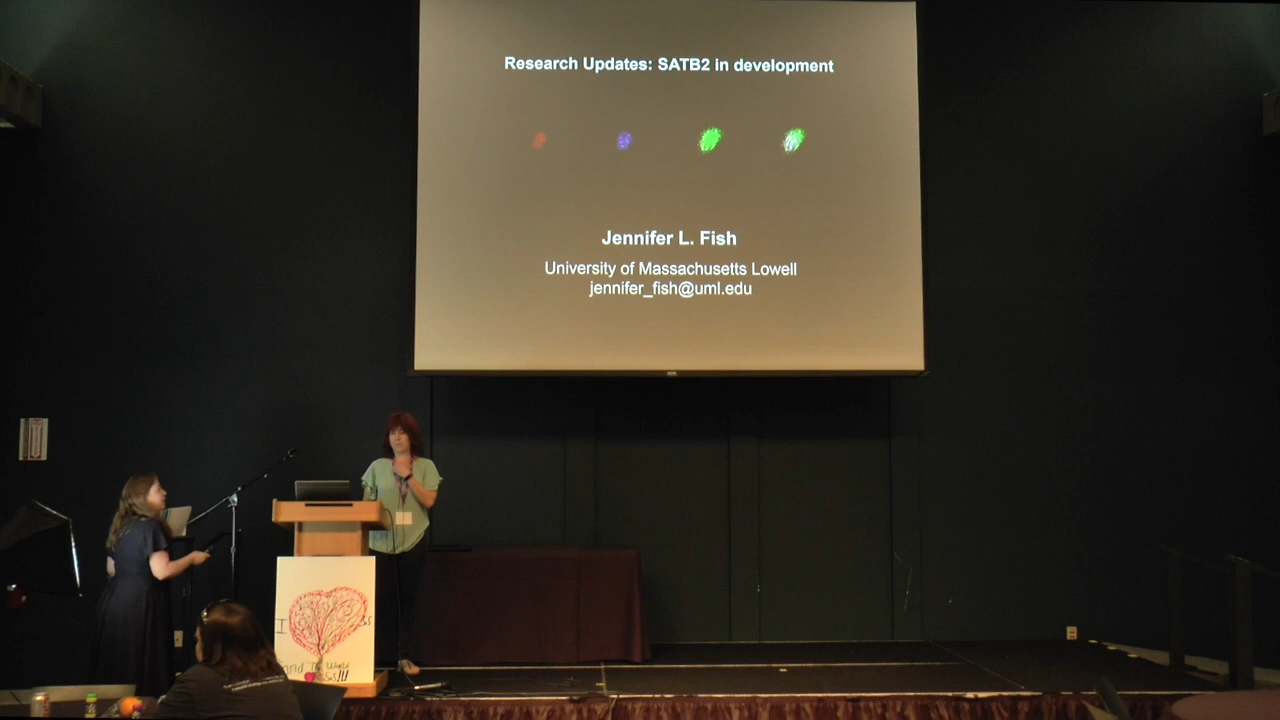 Research Updates: SATB2 in development
Jennifer L. Fish
University of Massachusetts Lowell
jennifer_fish@uml.edu
I